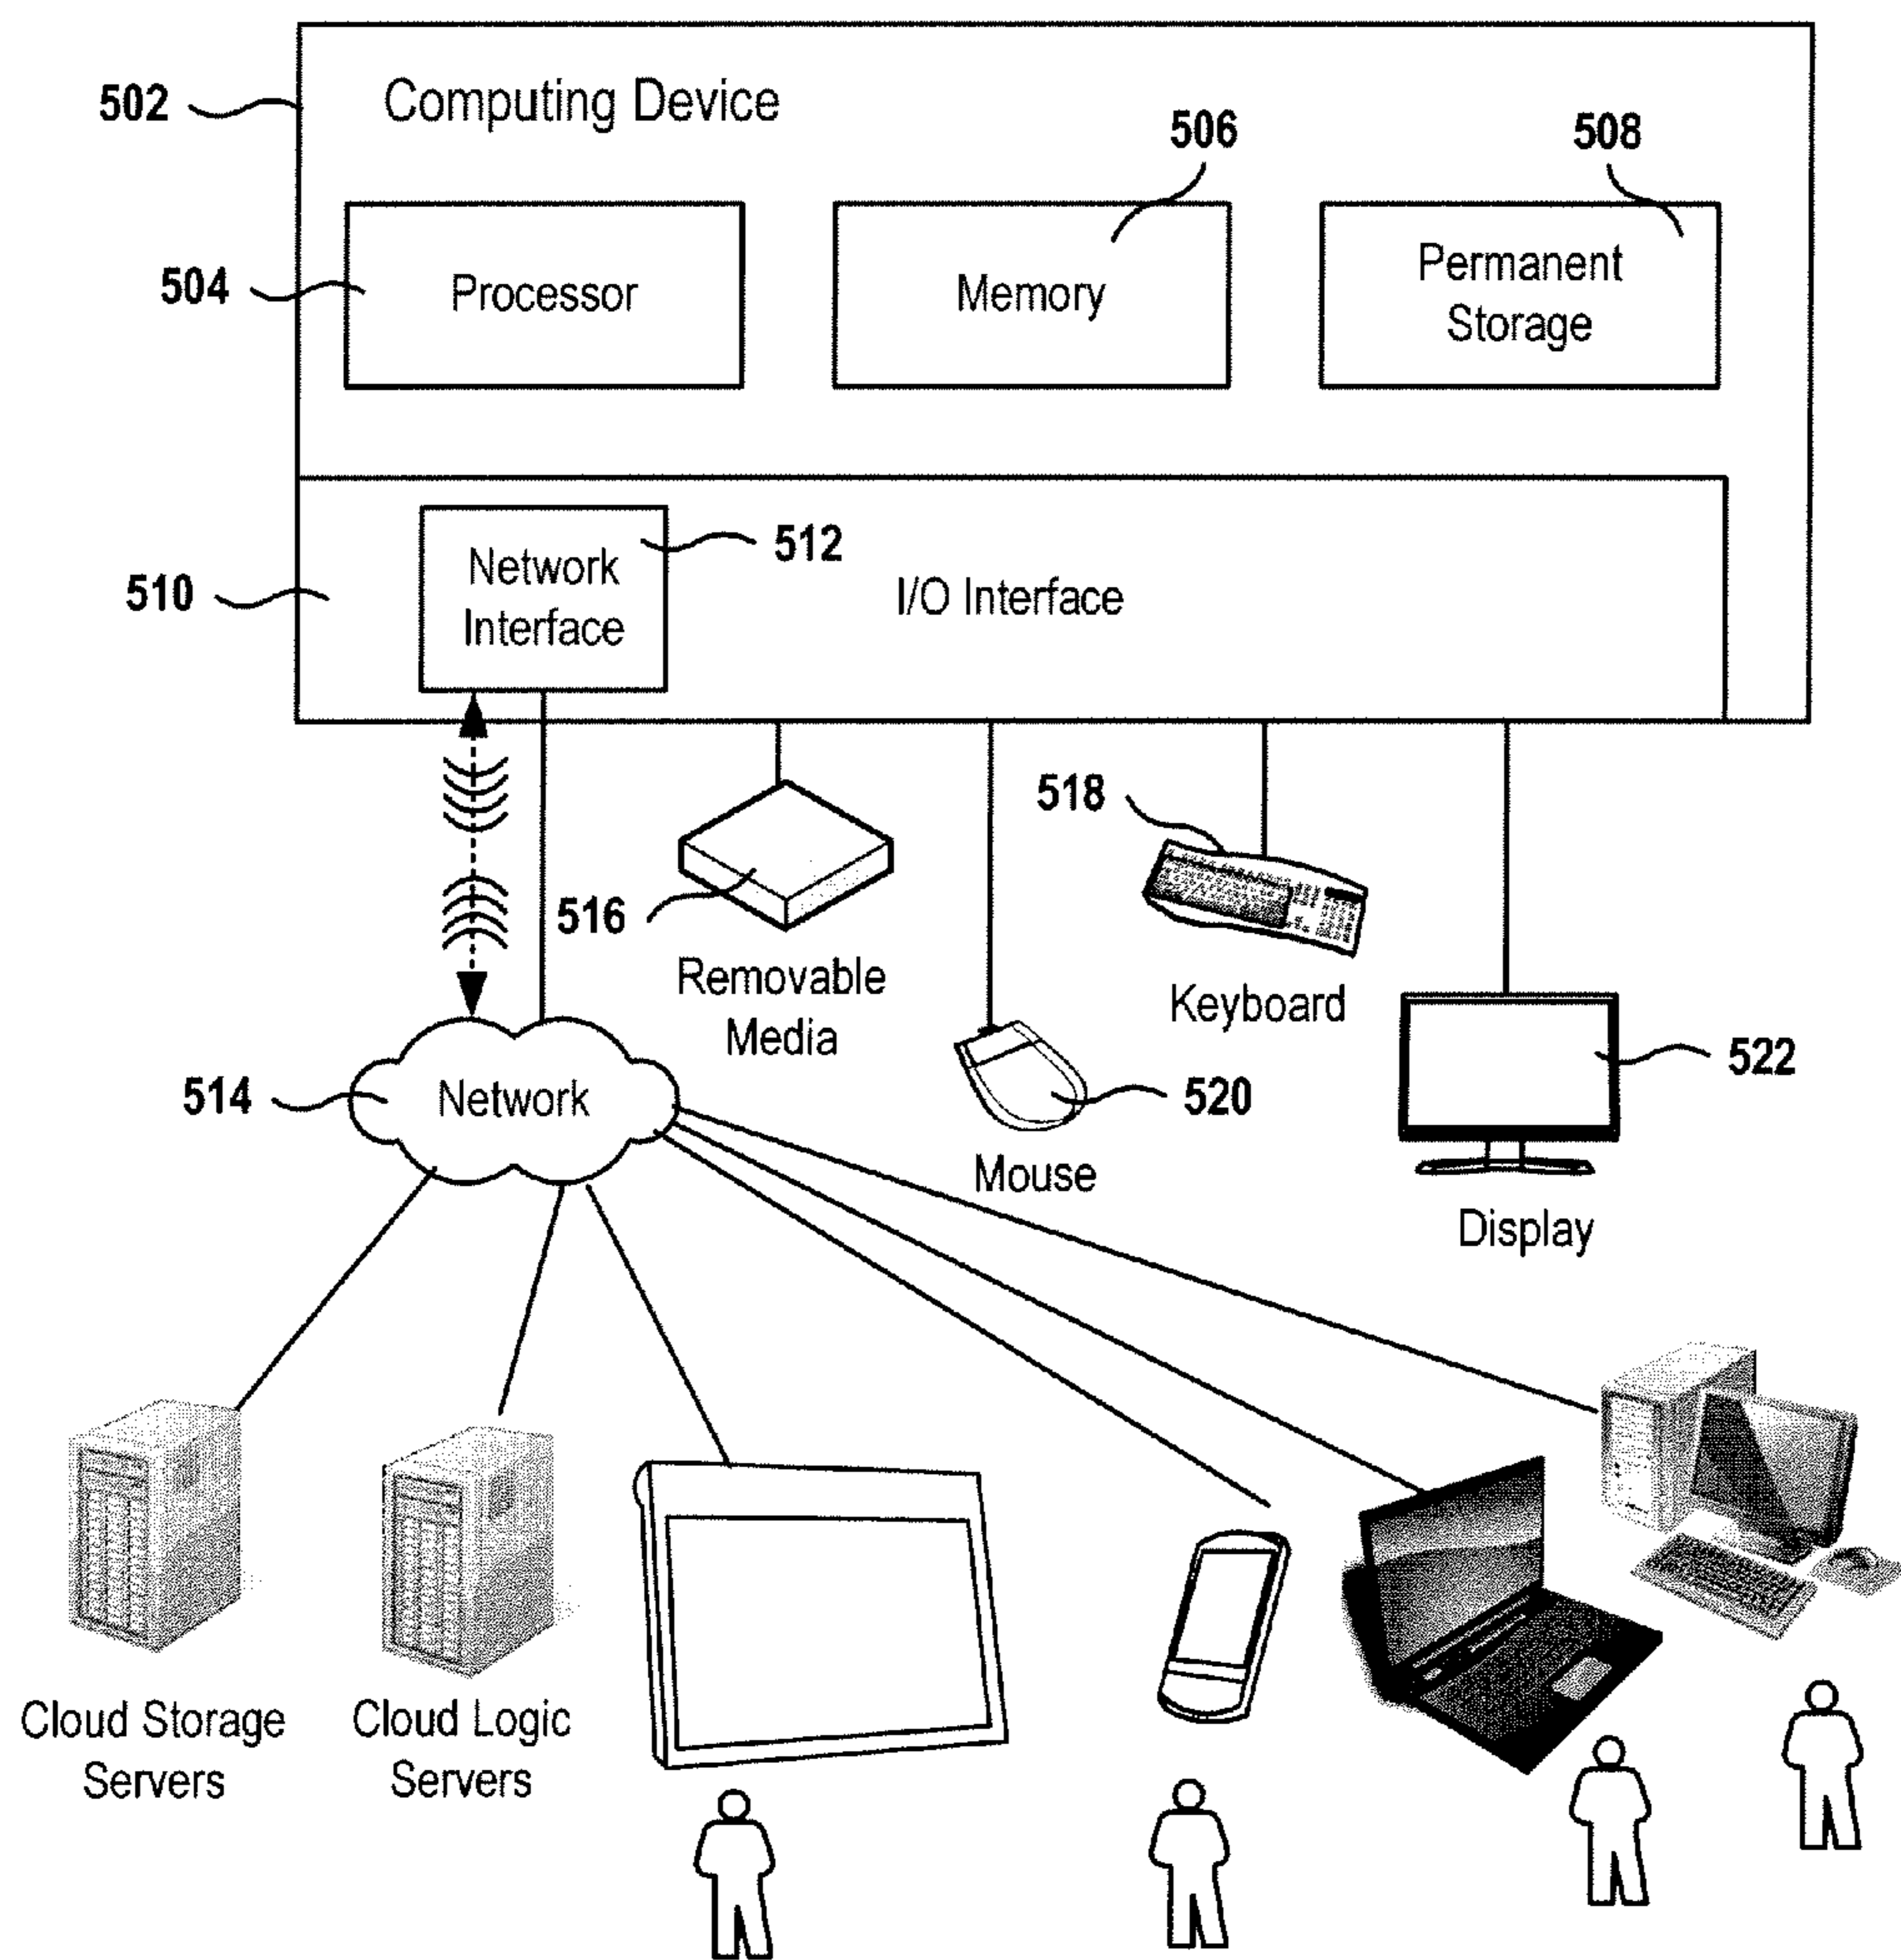 502
Computing Device
506
508
504
Processor
Memory
Permanent
Storage
512
510
Network
Interface
I/O Interface
518
516
Removable
Media
Keyboard
522
514
Network
520
Mouse
Display
Cloud Storage
Servers
Cloud Logic
Servers